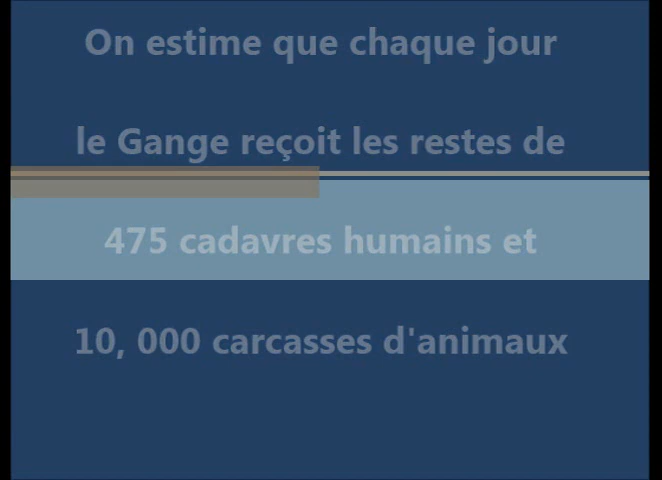 On estime que chaque jour
le Gange reçoit les restes de
475 cadavres humains et
10, 000 carcasses d'animaux